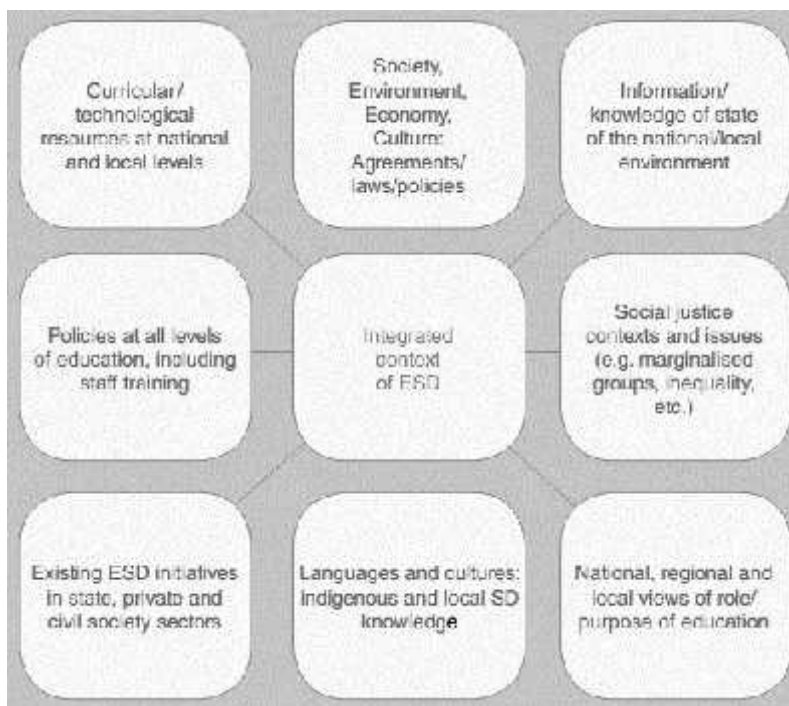 Curricular/
technological
resources at national
and local levels
Society,
Environment,
Economy,
Culture:
Agreements/
laws/policies
Information/
knowledge of state
of the national/local
environment
Policies at all levels
of education, including
staff training
Integrated
context
of ESD
Social justice
contexts and issues
(e.g. marginalised
groups, inequality,
etc.)
Existing ESD initiatives
in state, private and
civil society sectors
Languages and cultures:
indigenous and local SD
knowledge
National, regional and
local views of role/
purpose of education